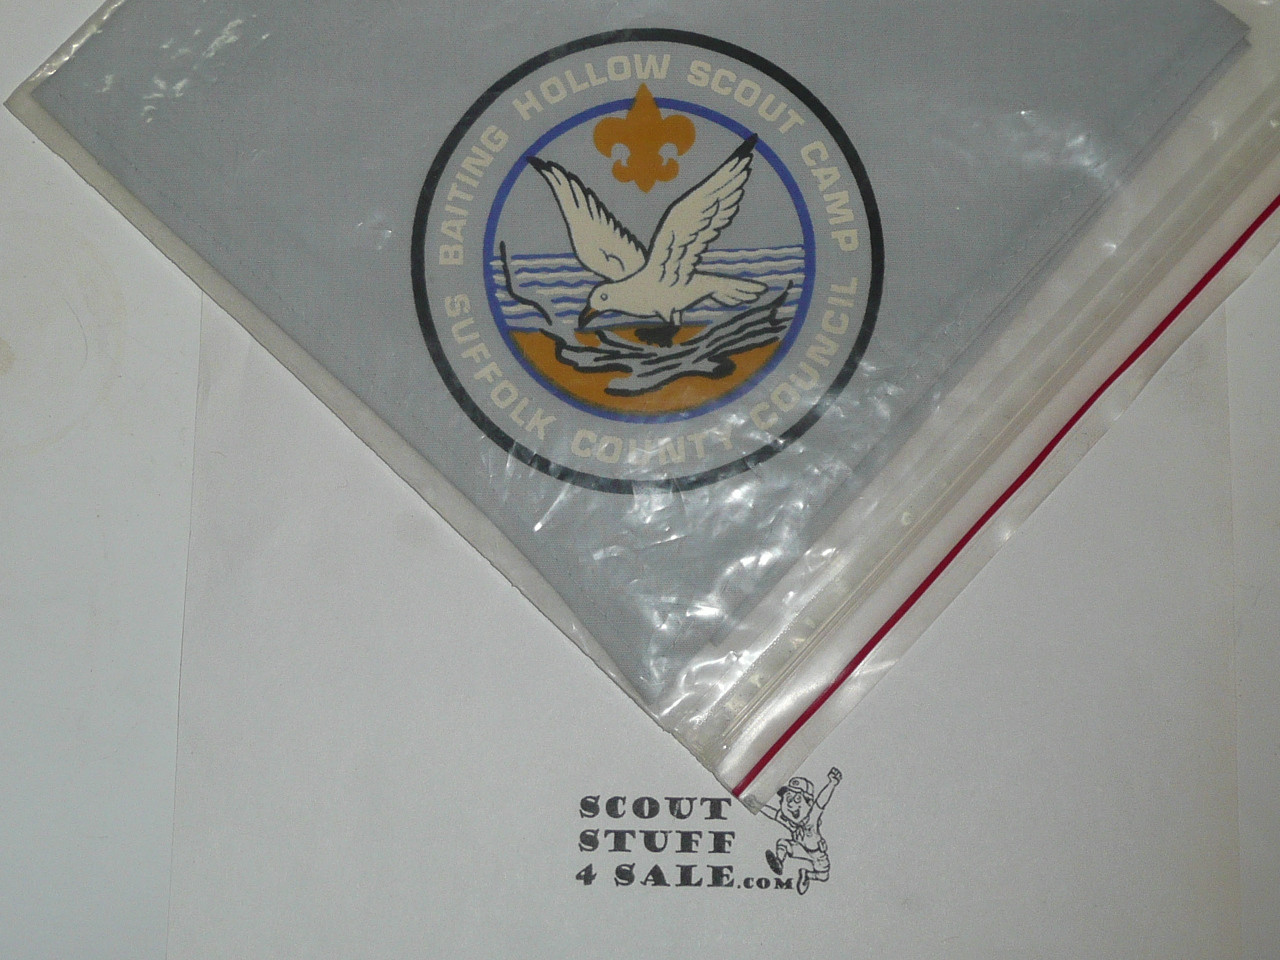 BAITING HOLLOW SCOUT CAMP
SUFFOLK COUNTY COUNCIL
SCOUT
STUFF
4 SALE.COM